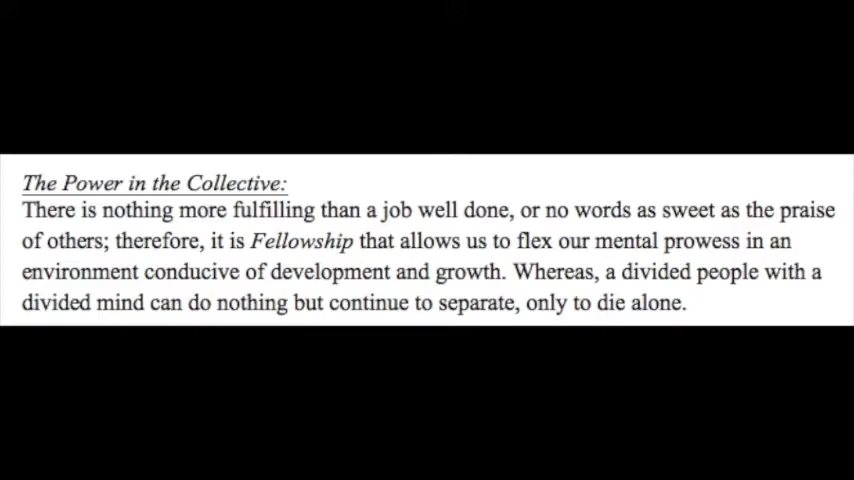 The Power in the Collective:
There is nothing more fulfilling than a job well done, or no words as sweet as the praise
of others; therefore, it is Fellowship that allows us to flex our mental prowess in an
environment conducive of development and growth. Whereas, a divided people with a
divided mind can do nothing but continue to separate, only to die alone.